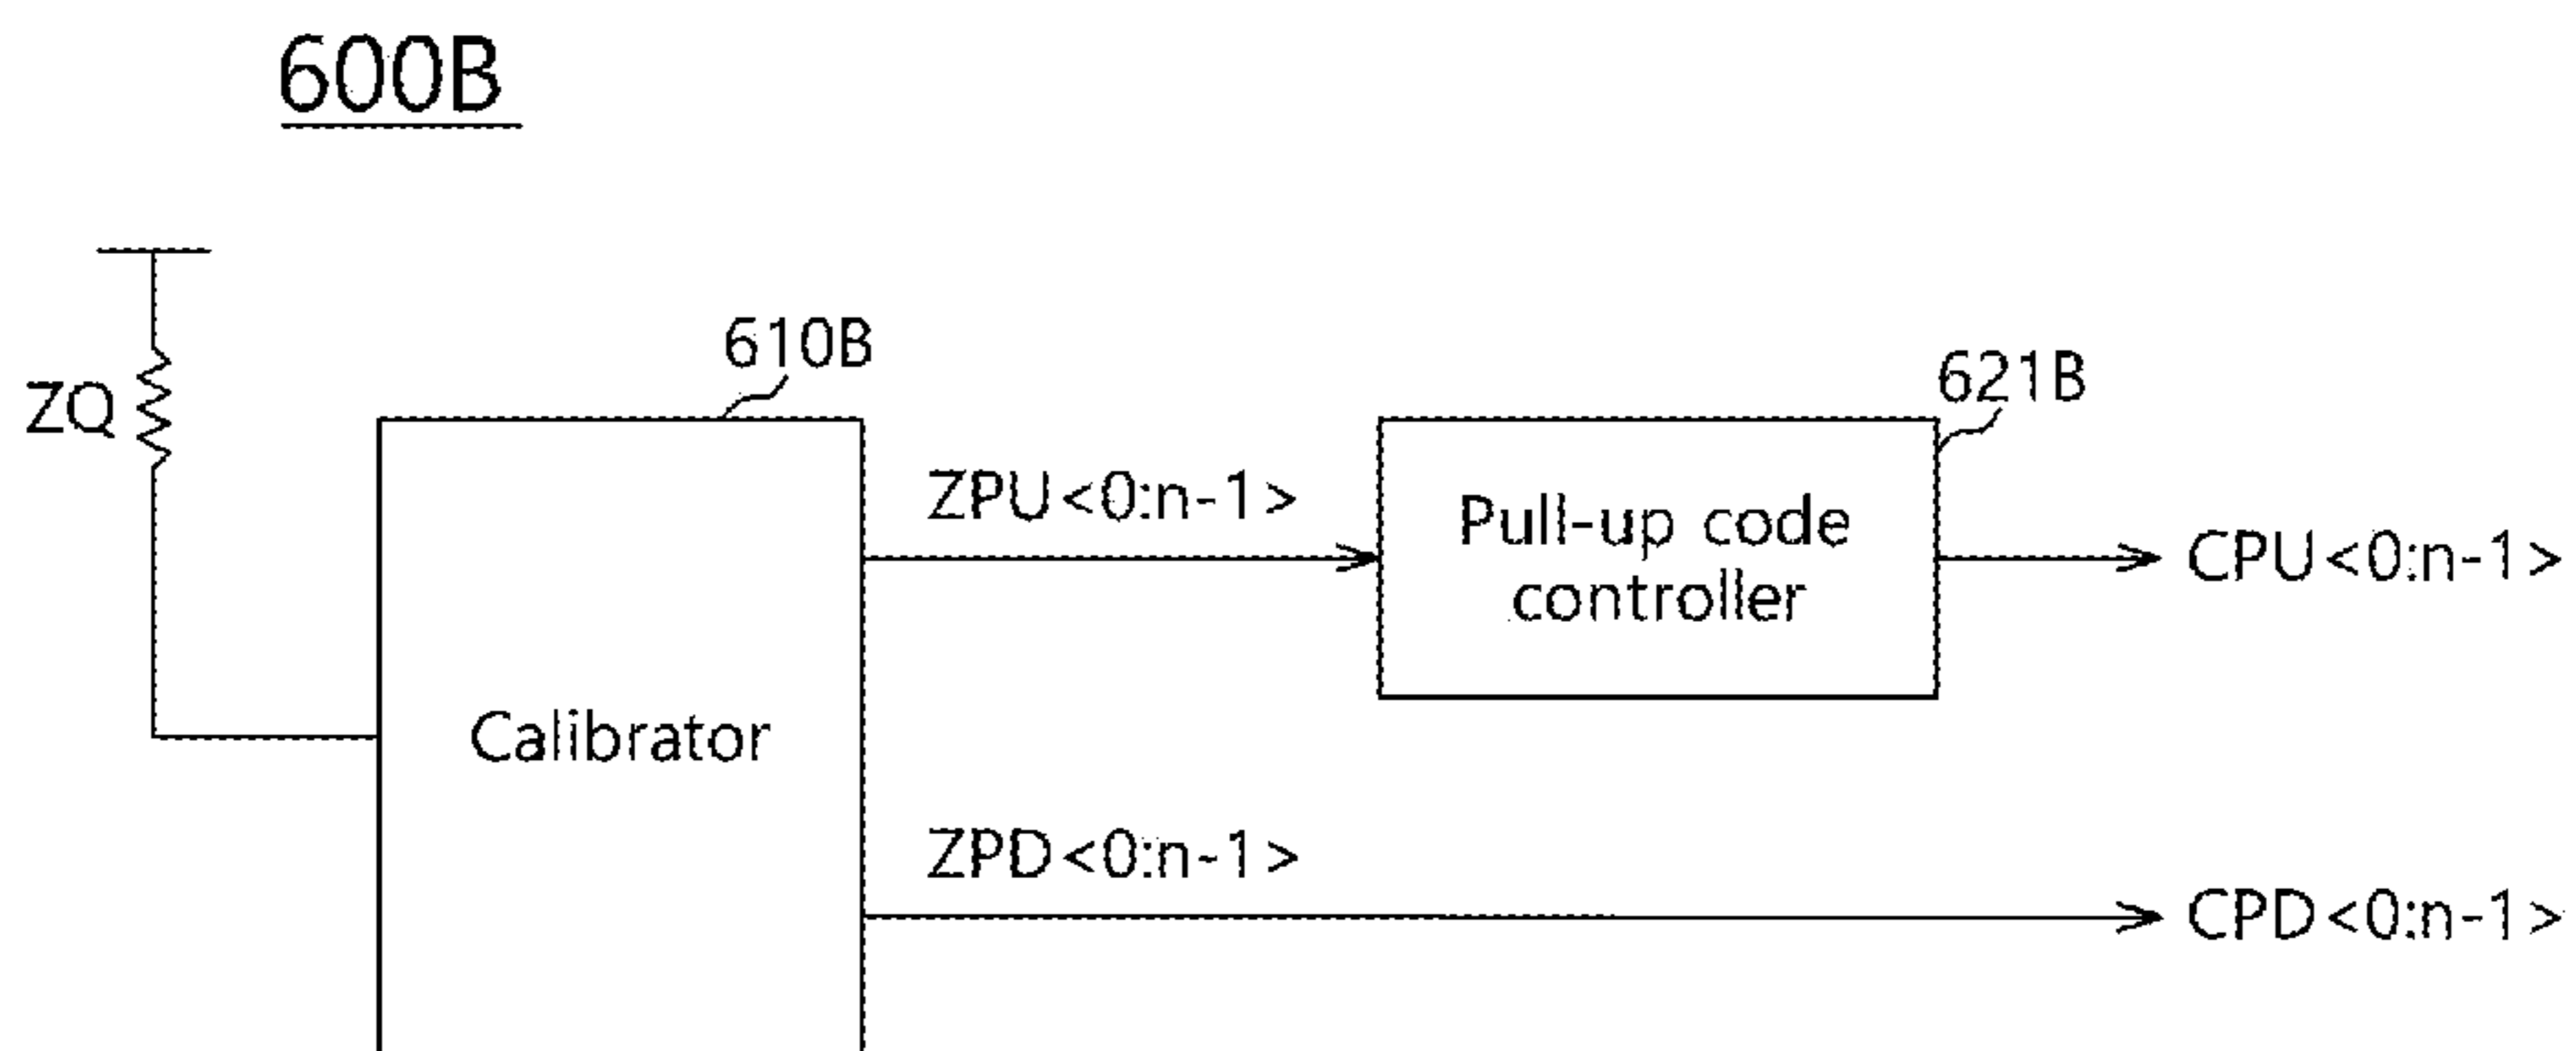 600B
610B
621B
ZQ
ZPU<0:n-1>
Pull-up code
controller
CPU<0:n-1>
Calibrator
ZPD<0:n-1>
CPD<0:n-1>